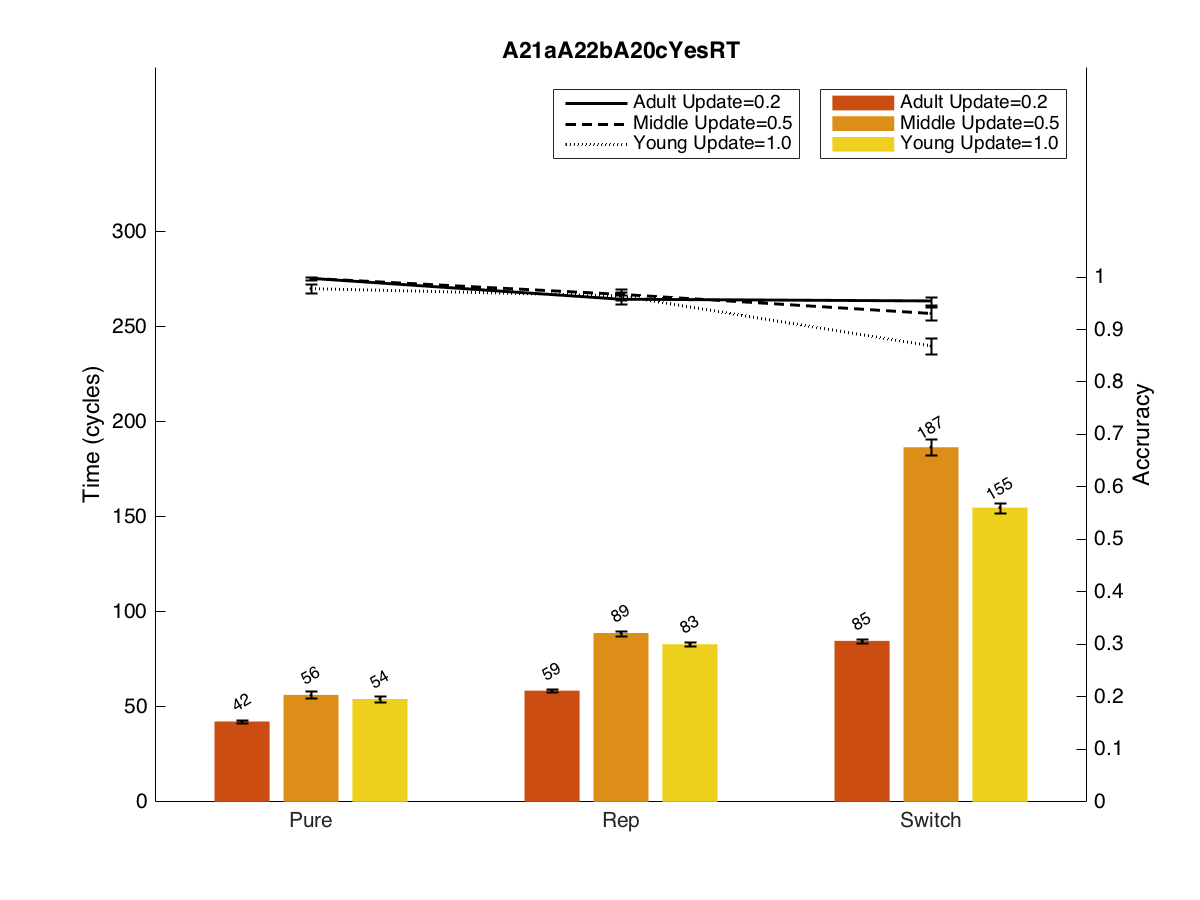 A21aA22bA20cYesRT
Adult Update=0.2
Middle Update=0.5
Young Update=1.0
Adult Update=0.2
Middle Update=0.5
Young Update=1.0
Time (cycles)
300
250
200
150
100
50
0
Accruracy
1
0.9
0.8
0.7
0.6
0.5
0.4
0.3
0.2
0.1
0
42
56
54
59
89
83
85
187
155
Pure
Rep
Switch